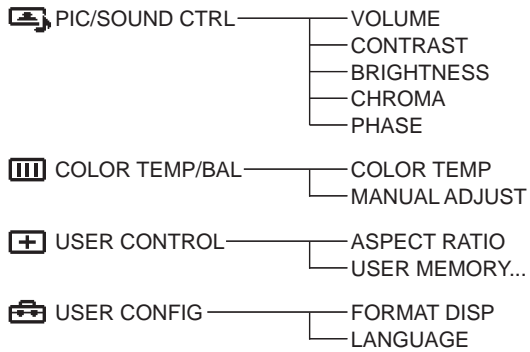 PIC/SOUND CTRL VOLUME
CONTRAST
BRIGHTNESS
CHROMA
PHASE
COLOR TEMP/BAL COLOR TEMP
MANUAL ADJUST
USER CONTROL ASPECT RATIO
USER MEMORY...
USER CONFIG FORMAT DISP
LANGUAGE